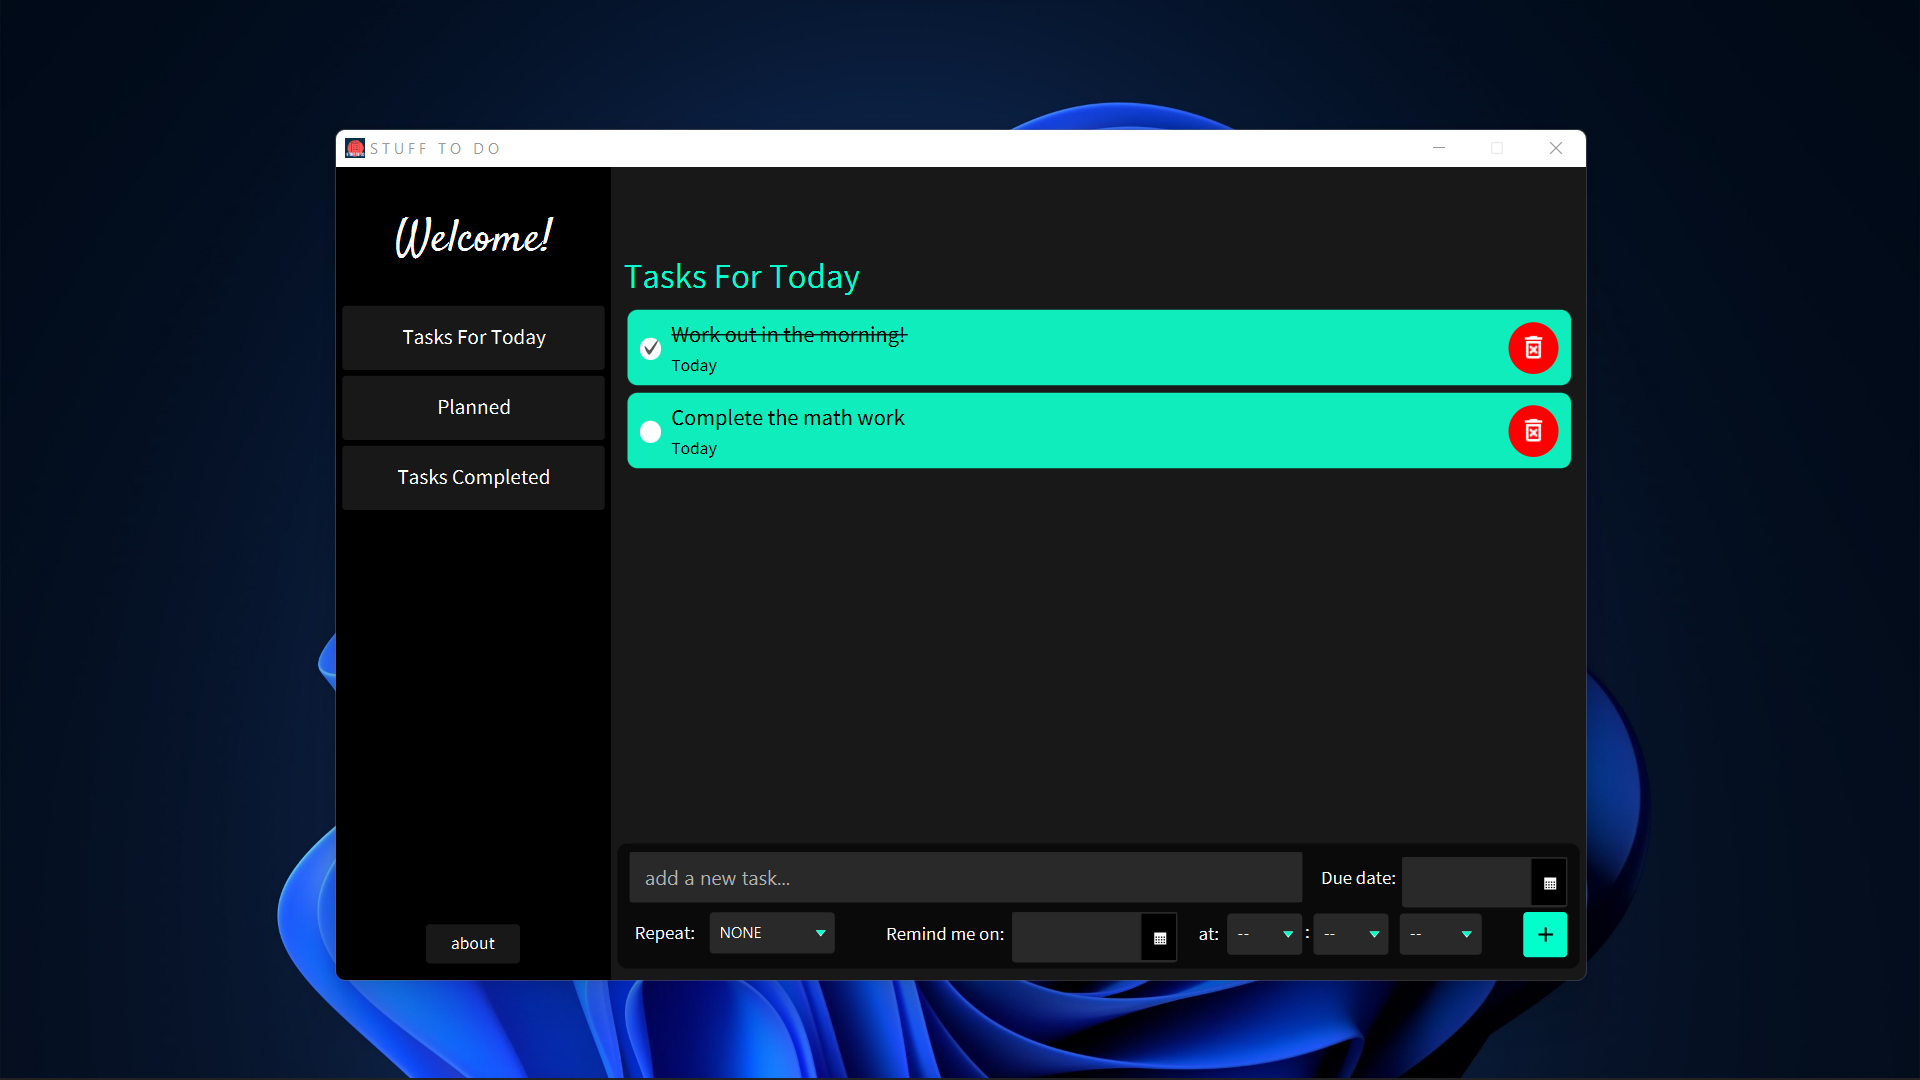 STUFF TO DO
Welcome!
Tasks For Today
Planned
Tasks Completed
about
Tasks For Today
Work out in the morning!
Today
Complete the math work
Today
add a new task...
Due date:
Repeat: NONE Remind me on: at: -- : -- -- +